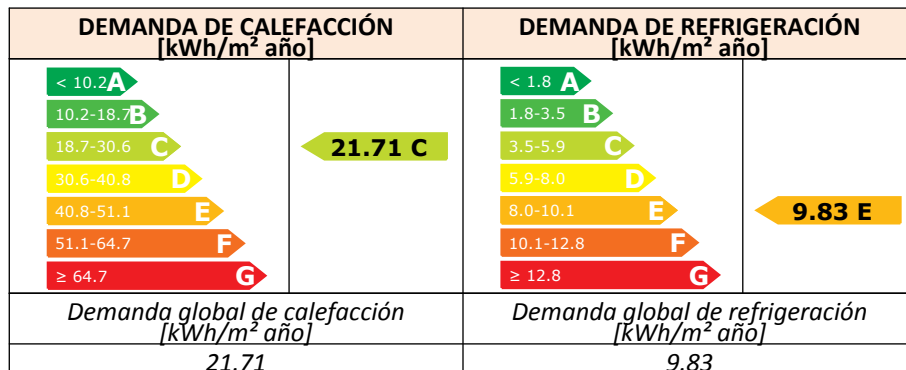 DEMANDA DE CALEFACCIÓN
[kWh/m² año]
DEMANDA DE REFRIGERACIÓN
[kWh/m² año]
< 10.2 A
10.2-18.7 B
18.7-30.6 C
30.6-40.8 D
40.8-51.1 E
51.1-64.7 F
≥ 64.7 G
21.71 C
< 1.8 A
1.8-3.5 B
3.5-5.9 C
5.9-8.0 D
8.0-10.1 E
10.1-12.8 F
≥ 12.8 G
9.83 E
Demanda global de calefacción
[kWh/m² año]
Demanda global de refrigeración
[kWh/m² año]
21.71
9.83